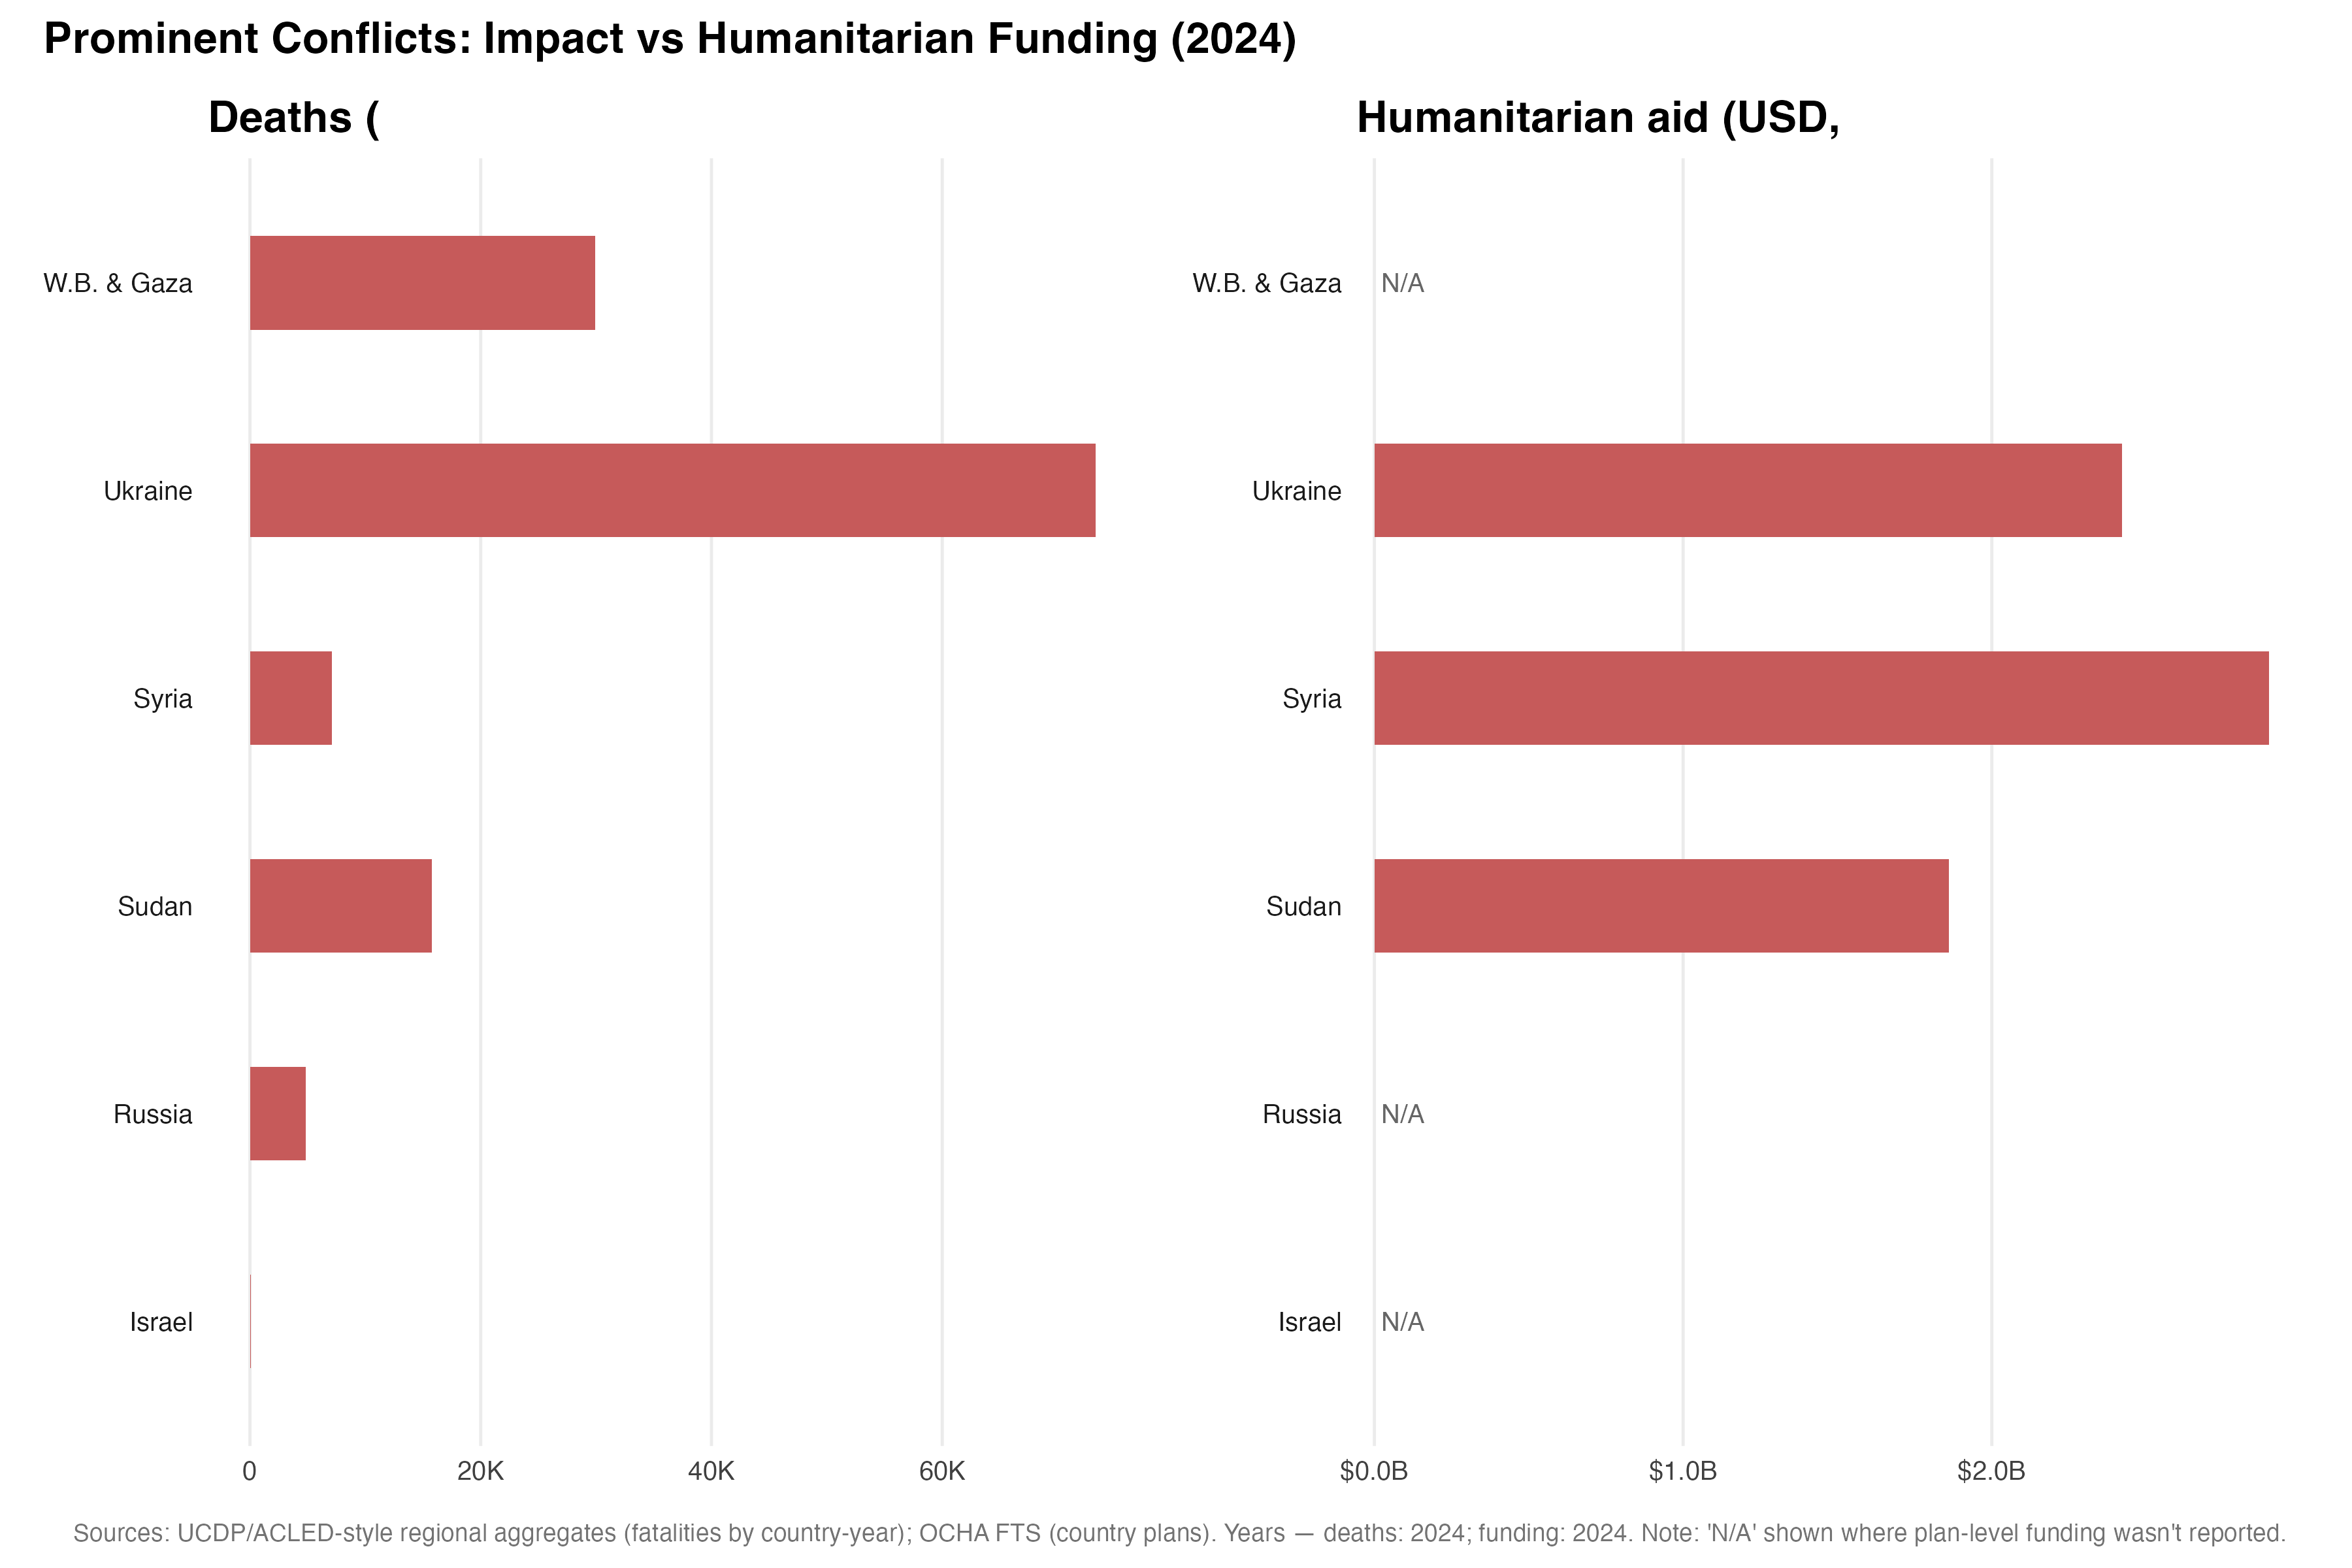 Prominent Conflicts: Impact vs Humanitarian Funding (2024)
Deaths (
W.B. & Gaza
Ukraine
Syria
Sudan
Russia
Israel
0
20K
40K
60K
Humanitarian aid (USD,
W.B. & Gaza
N/A
Ukraine
Syria
Sudan
Russia
N/A
Israel
N/A
$0.0B
$1.0B
$2.0B
Sources: UCDP/ACLED-style regional aggregates (fatalities by country-year); OCHA FTS (country plans). Years — deaths: 2024; funding: 2024. Note: 'N/A' shown where plan-level funding wasn't reported.